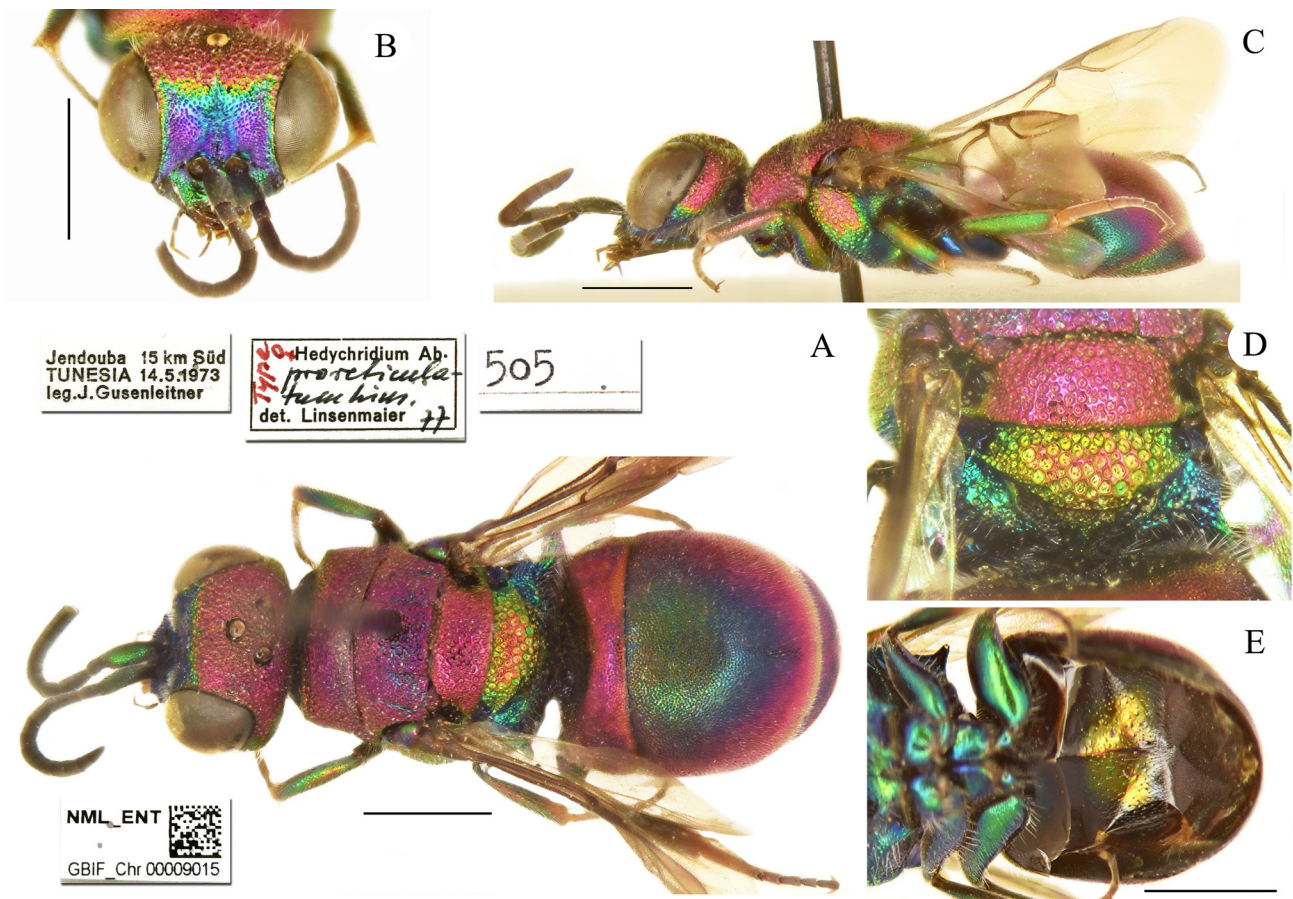 B
C
Jendouba 15 km Süd
TUNESIA 14.5.1973
leg.J.Gusenleitner
Type
Hedychridium Ab.
proreticula-
tum Lins.
det. Linsenmaier 77
505
A
D
E
NML_ENT
GBIF_Chr 00009015